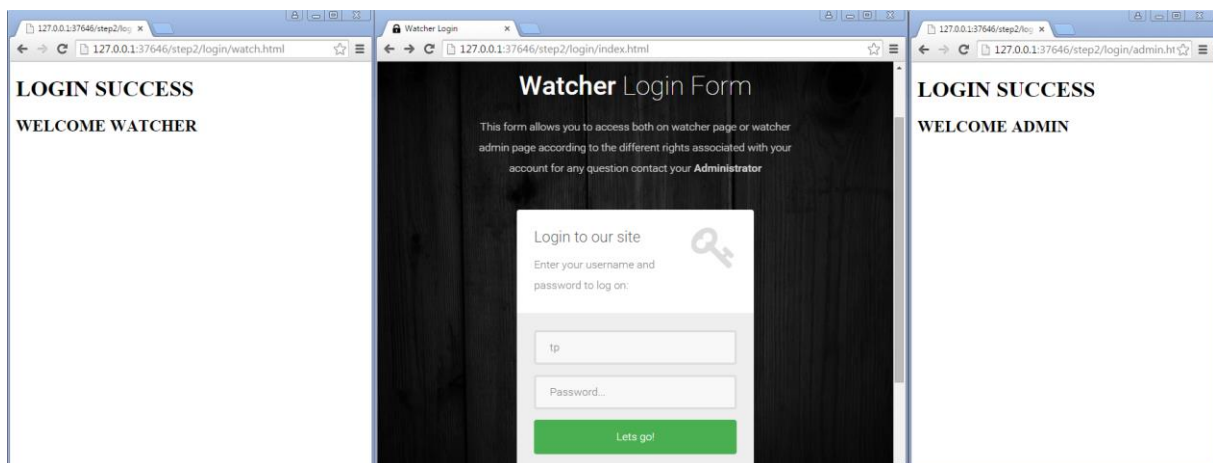 127.0.0.1:37646/step2/log
127.0.0.1:37646/step2/login/watch.html
LOGIN SUCCESS
WELCOME WATCHER
Watcher Login
127.0.0.1:37646/step2/login/index.html
Watcher Login Form
This form allows you to access both on watcher page or watcher
admin page according to the different rights associated with your
account for any question contact your Administrator
Login to our site
Enter your username and
password to log on:
tp
Password...
Lets go!
127.0.0.1:37646/step2/log
127.0.0.1:37646/step2/login/admin.ht
LOGIN SUCCESS
WELCOME ADMIN